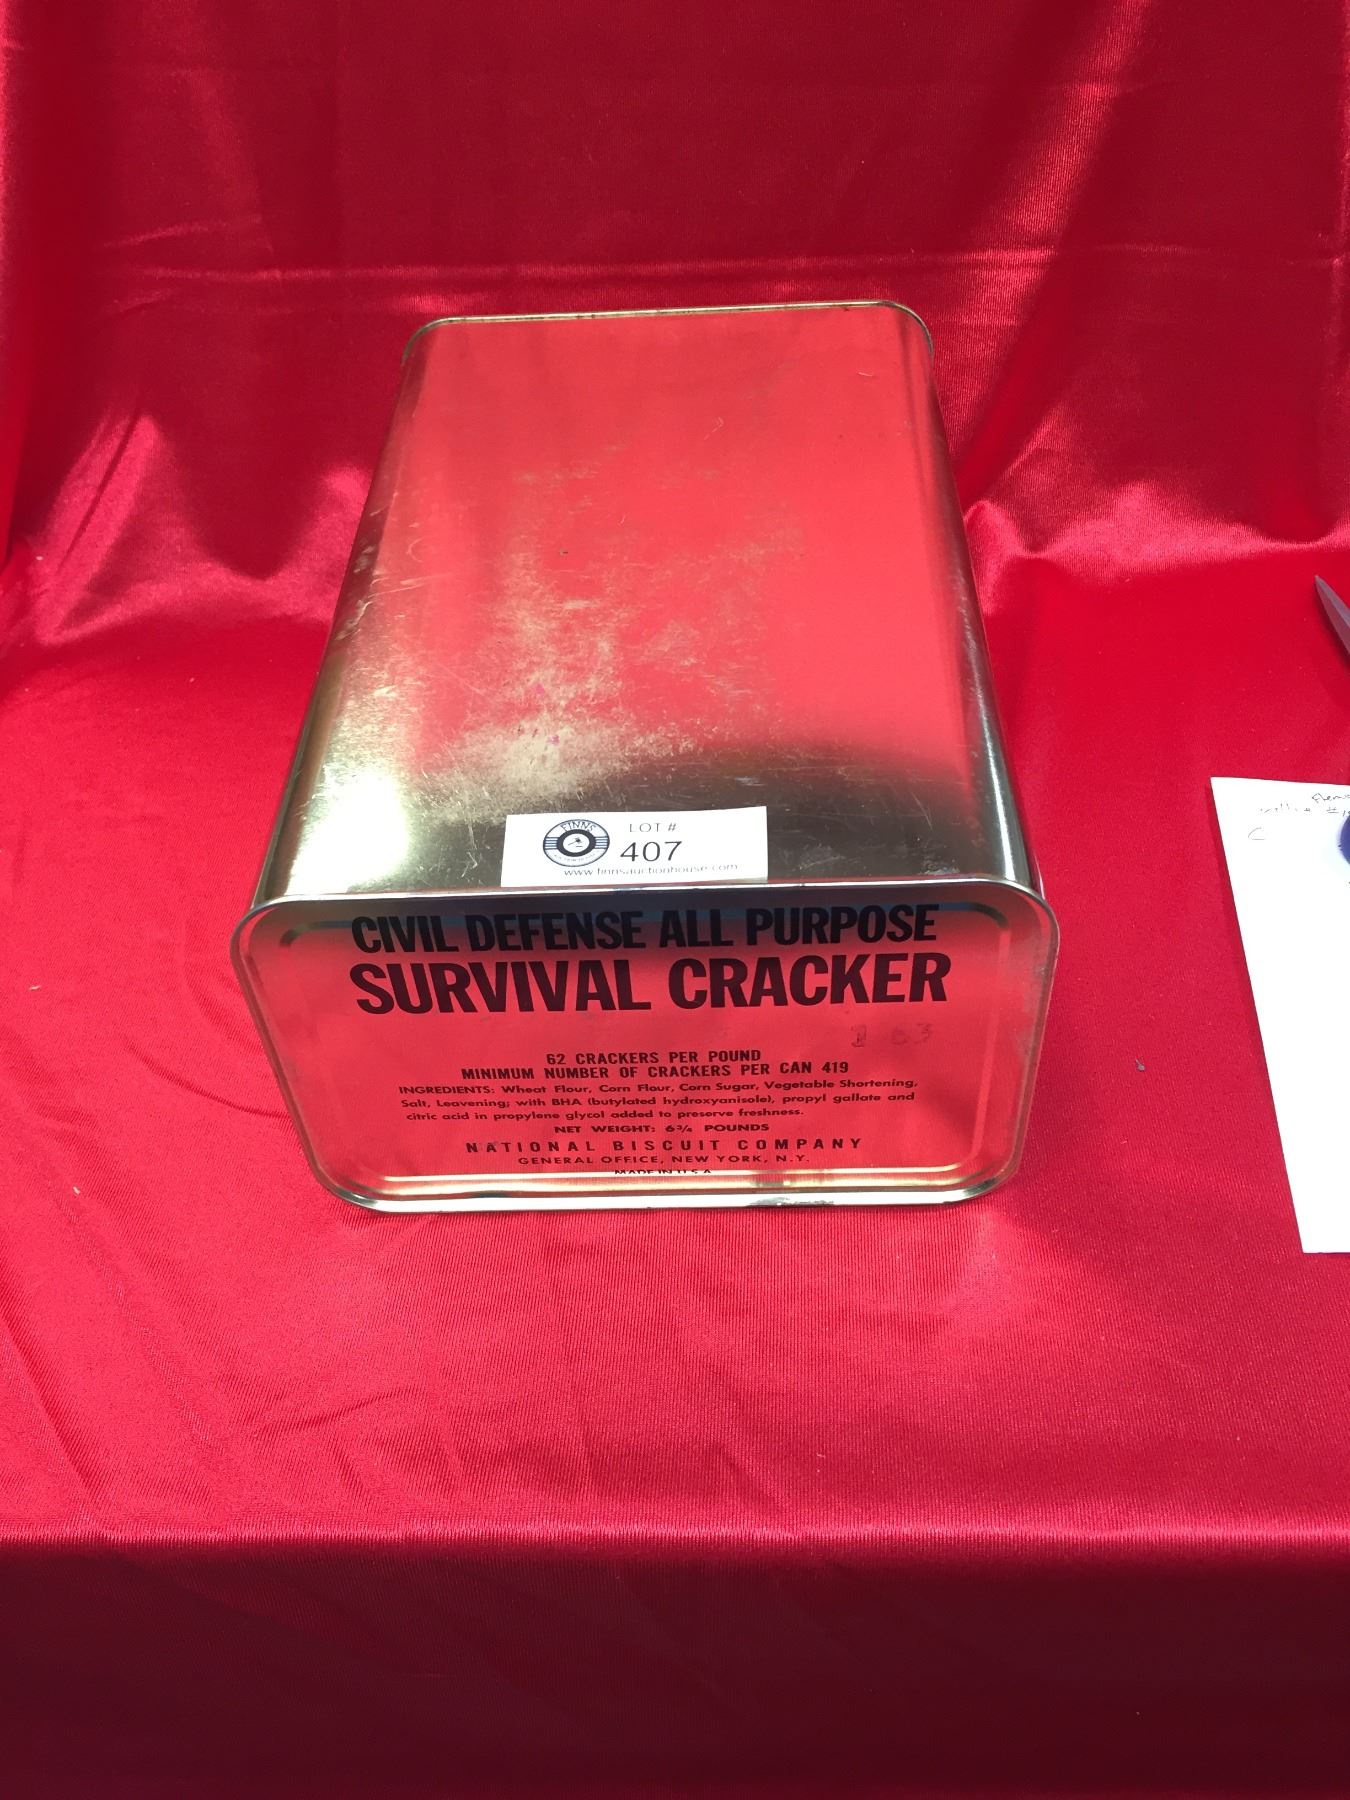 FINNS
LOT #
407
www.finnsauctionhouse.com
CIVIL DEFENSE ALL PURPOSE
SURVIVAL CRACKER
62 CRACKERS PER POUND
MINIMUM NUMBER OF CRACKERS PER CAN 419
INGREDIENTS: Wheat Flour, Corn Flour, Corn Sugar, Vegetable Shortening,
Salt, Leavening; with BHA (butylated hydroxyanisole), propyl gallate and
citric acid in propylene glycol added to preserve freshness.
NET WEIGHT: 6¾ POUNDS
NATIONAL BISCUIT COMPANY
GENERAL OFFICE, NEW YORK, N.Y.
MADE IN U.S.A.